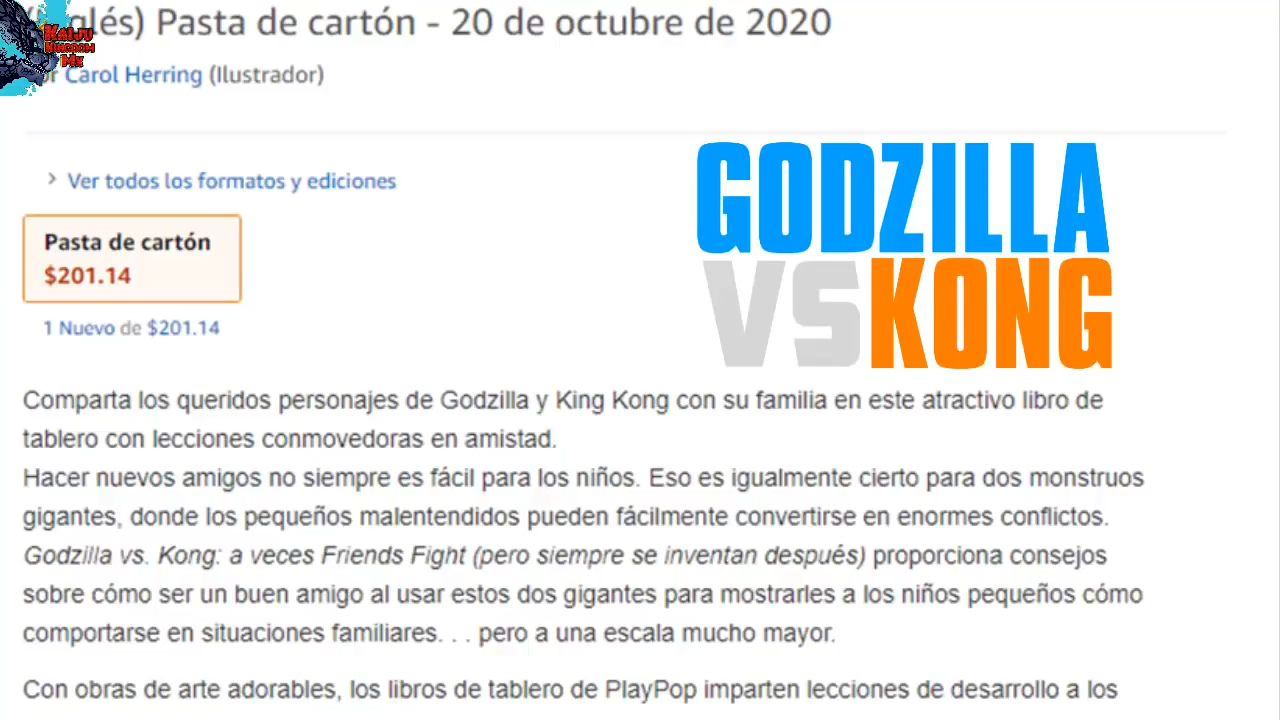 Pasta de cartón - 20 de octubre de 2020
KAIJU
KINGDOM
MX
Carol Herring (Ilustrador)
Ver todos los formatos y ediciones
Pasta de cartón
$201.14
1 Nuevo de $201.14
GODZILLA
VS KONG
Comparta los queridos personajes de Godzilla y King Kong con su familia en este atractivo libro de
tablero con lecciones conmovedoras en amistad.
Hacer nuevos amigos no siempre es fácil para los niños. Eso es igualmente cierto para dos monstruos
gigantes, donde los pequeños malentendidos pueden fácilmente convertirse en enormes conflictos.
Godzilla vs. Kong: a veces Friends Fight (pero siempre se inventan después) proporciona consejos
sobre cómo ser un buen amigo al usar estos dos gigantes para mostrarles a los niños pequeños cómo
comportarse en situaciones familiares. . . pero a una escala mucho mayor.
Con obras de arte adorables, los libros de tablero de PlayPop imparten lecciones de desarrollo a los